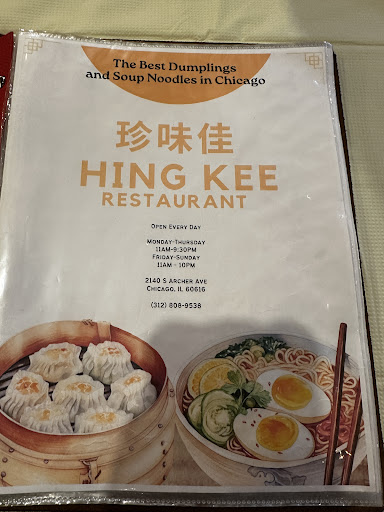 The Best Dumplings
and Soup Noodles in Chicago
珍味佳
HING KEE
RESTAURANT
OPEN EVERY DAY
MONDAY-THURSDAY
11AM-9:30PM
FRIDAY-SUNDAY
11AM - 10PM
2140 S ARCHER AVE
CHICAGO, IL 60616
(312) 808-9538